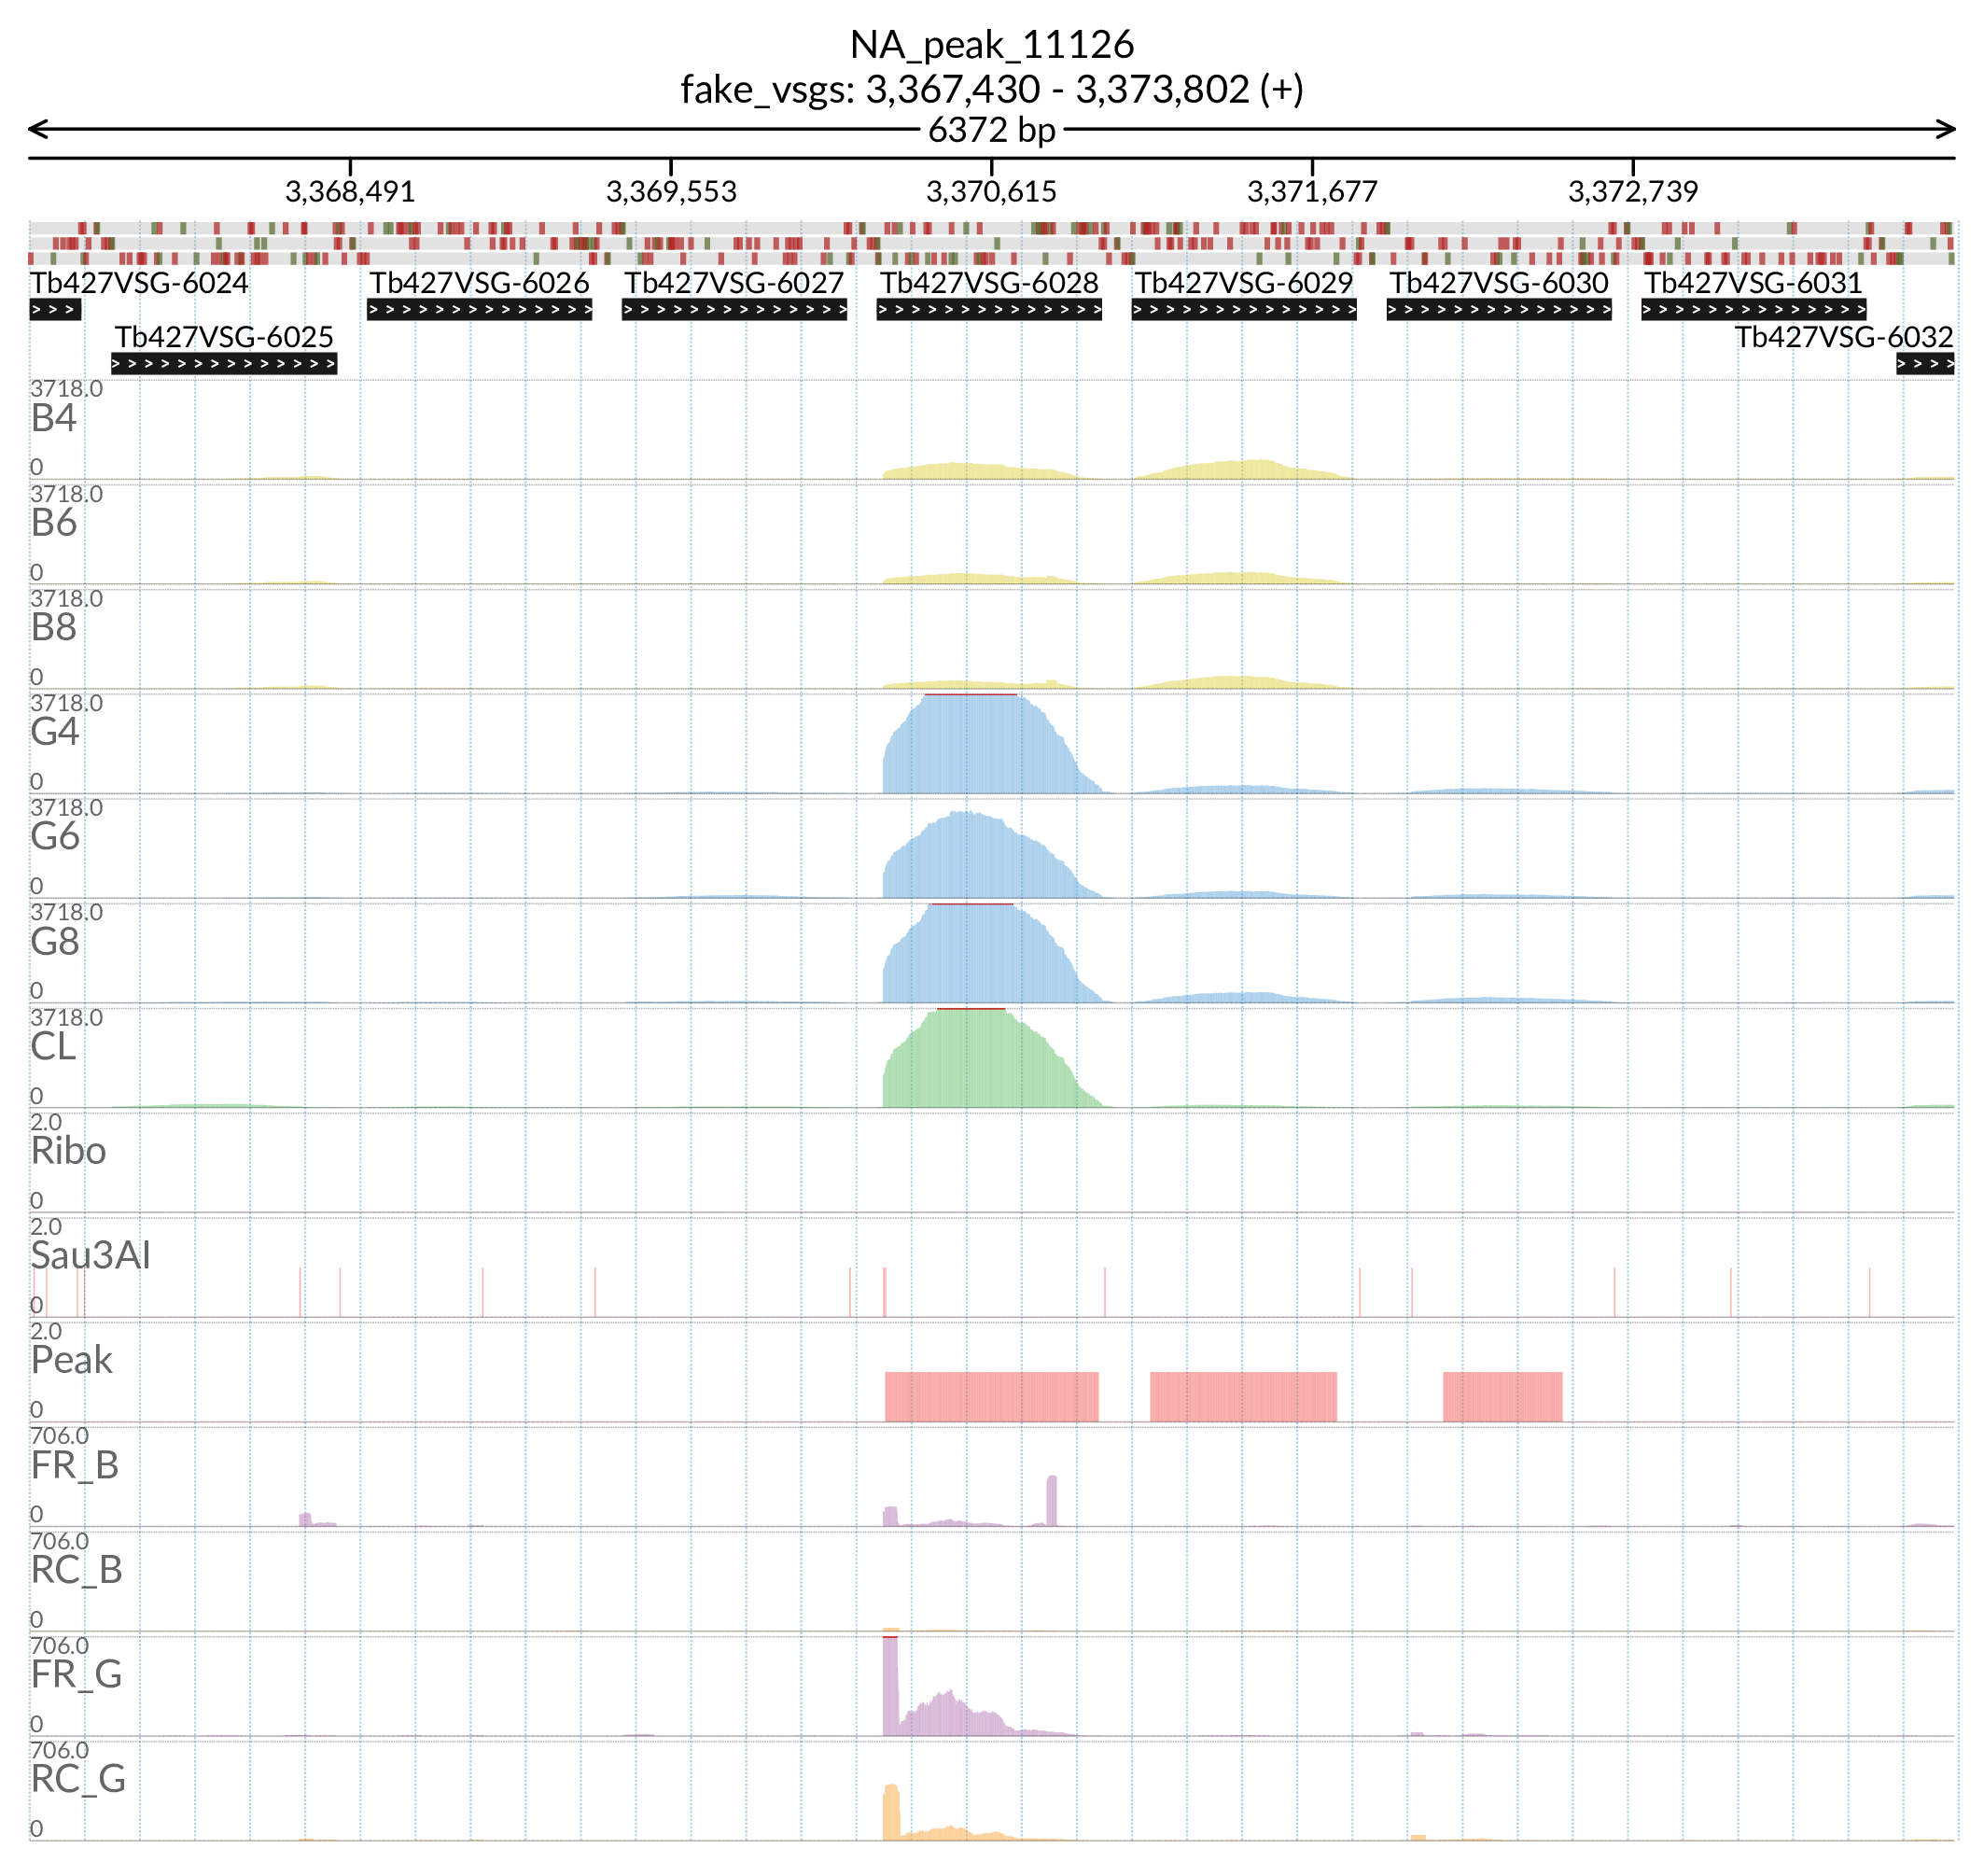 NA_peak_11126
fake_vsgs: 3,367,430 - 3,373,802 (+)
6372 bp
3,368,491 3,369,553 3,370,615 3,371,677 3,372,739
Tb427VSG-6024 Tb427VSG-6026 Tb427VSG-6027 Tb427VSG-6028 Tb427VSG-6029 Tb427VSG-6030 Tb427VSG-6031
Tb427VSG-6025 Tb427VSG-6032
3718.0
B4
0
3718.0
B6
0
3718.0
B8
0
3718.0
G4
0
3718.0
G6
0
3718.0
G8
0
3718.0
CL
0
2.0
Ribo
0
2.0
Sau3AI
0
2.0
Peak
0
706.0
FR_B
0
706.0
RC_B
0
706.0
FR_G
0
706.0
RC_G
0